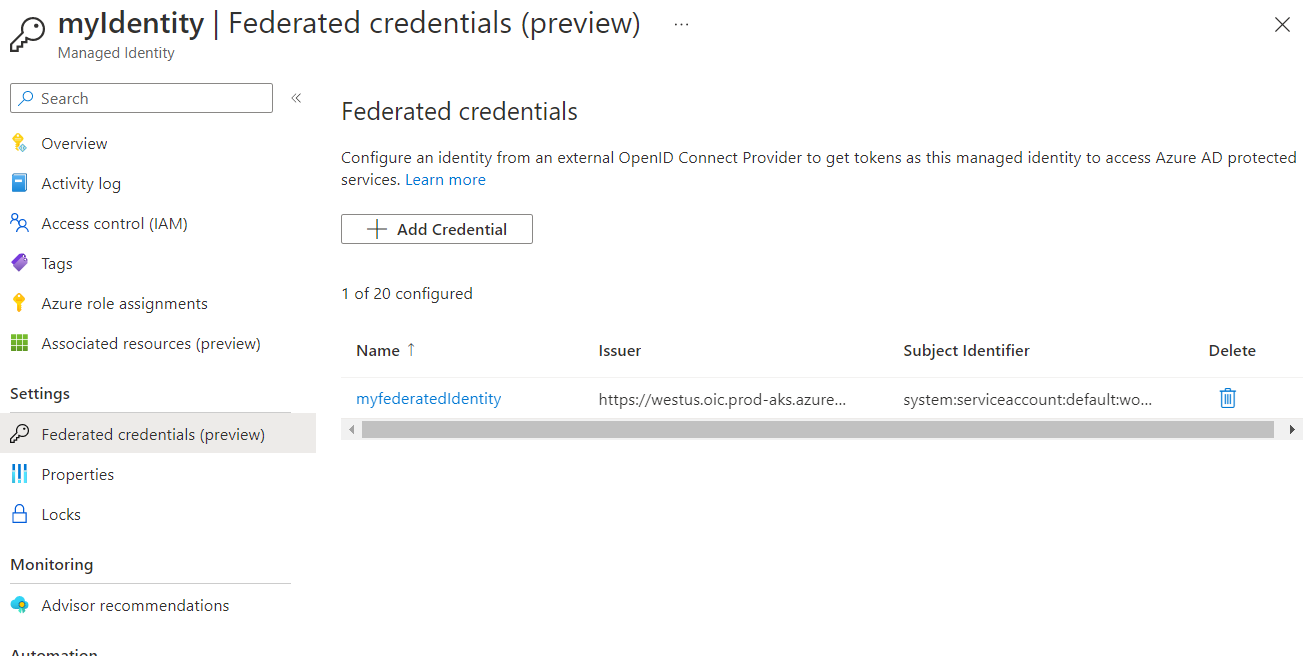 myIdentity | Federated credentials (preview) ...
Managed Identity
Search
«
Overview
Activity log
Access control (IAM)
Tags
Azure role assignments
Associated resources (preview)
Settings
Federated credentials (preview)
Properties
Locks
Monitoring
Advisor recommendations
Automation
Federated credentials
Configure an identity from an external OpenID Connect Provider to get tokens as this managed identity to access Azure AD protected
services. Learn more
Add Credential
1 of 20 configured
Name ↑ Issuer Subject Identifier Delete
myfederatedIdentity https://westus.oic.prod-aks.azure... system:serviceaccount:default:wo...